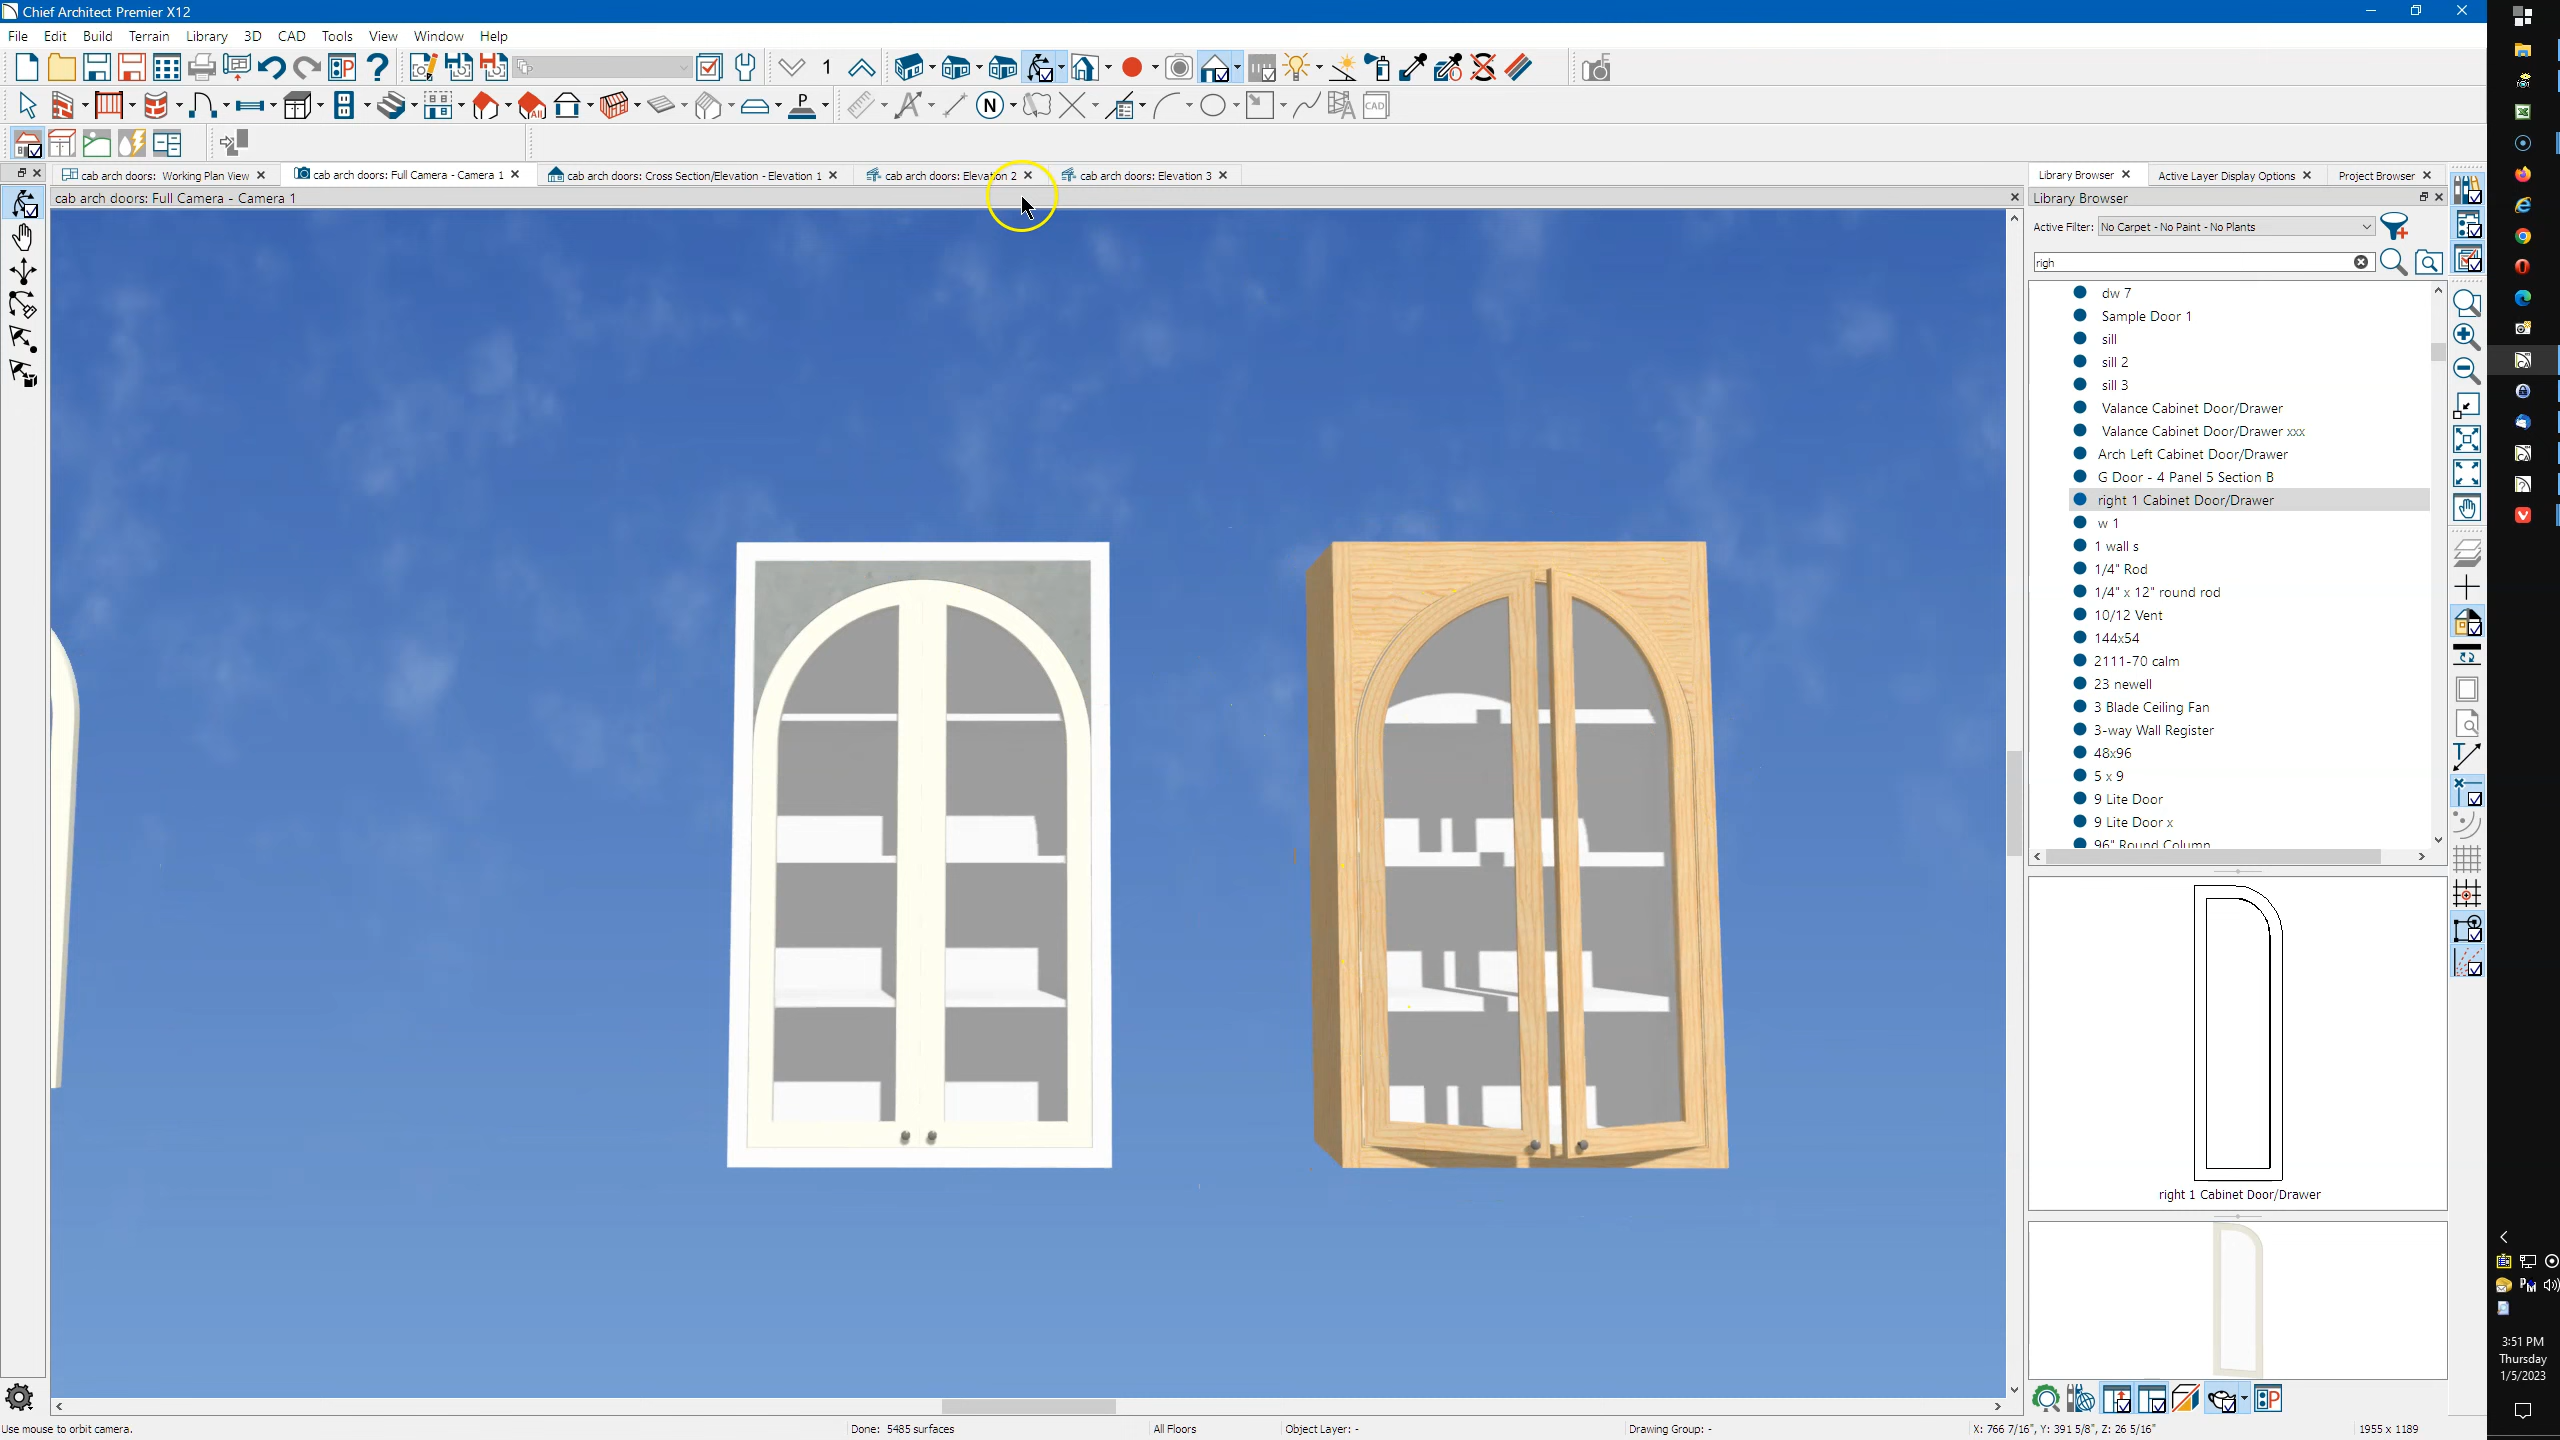 Chief Architect Premier X12
File Edit Build Terrain Library 3D CAD Tools View Window Help
1
All N P CAD
cab arch doors: Working Plan View
cab arch doors: Full Camera - Camera 1
cab arch doors: Cross Section/Elevation - Elevation 1
cab arch doors: Elevation 2
cab arch doors: Elevation 3
cab arch doors: Full Camera - Camera 1
Library Browser
Active Layer Display Options
Project Browser
Library Browser
Active Filter: No Carpet - No Paint - No Plants
righ
dw 7
Sample Door 1
sill
sill 2
sill 3
Valance Cabinet Door/Drawer
Valance Cabinet Door/Drawer xxx
Arch Left Cabinet Door/Drawer
G Door - 4 Panel 5 Section B
right 1 Cabinet Door/Drawer
w 1
1 wall s
1/4" Rod
1/4" x 12" round rod
10/12 Vent
144x54
2111-70 calm
23 newell
3 Blade Ceiling Fan
3-way Wall Register
48x96
5 x 9
9 Lite Door
9 Lite Door x
96" Round Column
right 1 Cabinet Door/Drawer
3:51 PM
Thursday
1/5/2023
Use mouse to orbit camera.
Done: 5485 surfaces
All Floors
Object Layer: -
Drawing Group: -
X: 766 7/16", Y: 391 5/8", Z: 26 5/16"
1955 x 1189